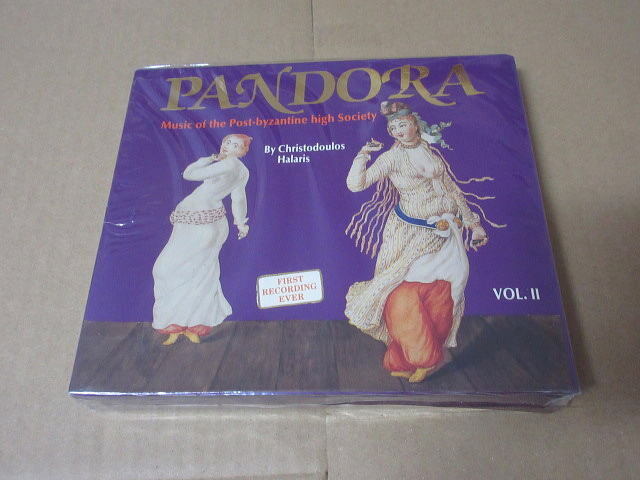 PANDORA
Music of the Post-byzantine high Society
By Christodoulos
Halaris
FIRST
RECORDING
EVER
VOL. II